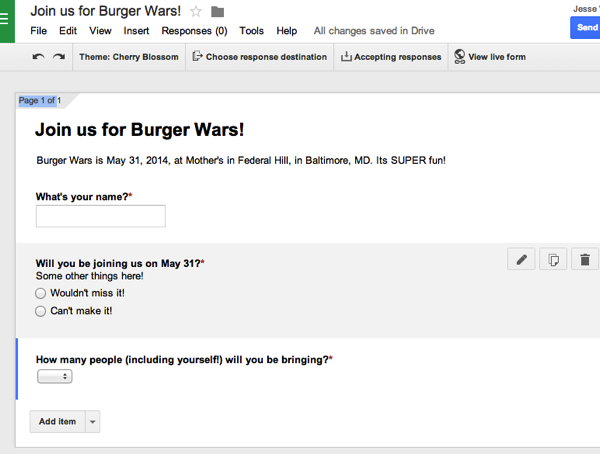 Join us for Burger Wars!
Jesse
File Edit View Insert Responses (0) Tools Help All changes saved in Drive
Send
Theme: Cherry Blossom Choose response destination Accepting responses View live form
Page 1 of 1
Join us for Burger Wars!
Burger Wars is May 31, 2014, at Mother's in Federal Hill, in Baltimore, MD. Its SUPER fun!
What's your name?*
Will you be joining us on May 31?*
Some other things here!
Wouldn't miss it!
Can't make it!
How many people (including yourself!) will you be bringing?*
Add item